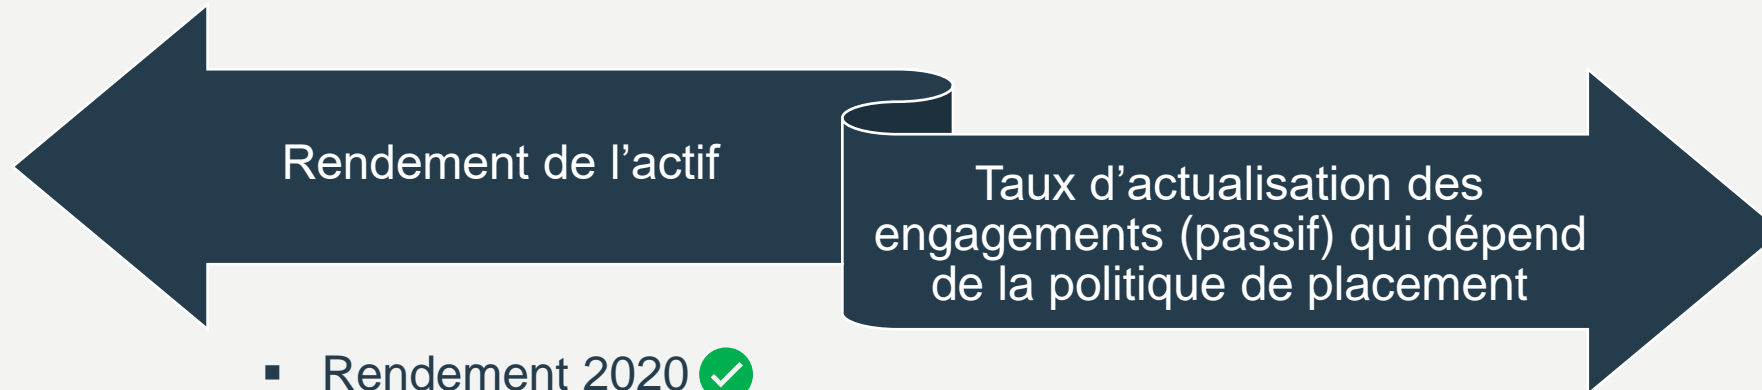 Rendement de l’actif
Taux d’actualisation des
engagements (passif) qui dépend
de la politique de placement
▪ Rendement 2020